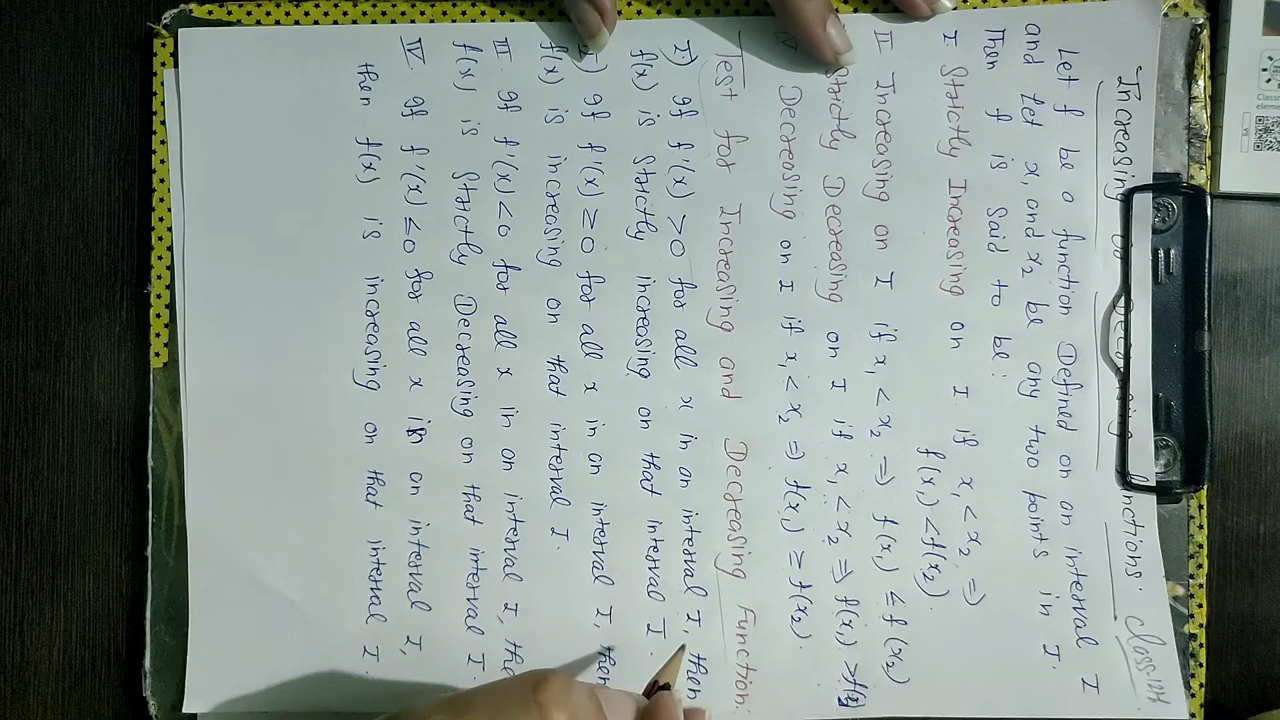 Increasing or Decreasing Functions. Class-12th
Let f be a function Defined on an interval I
and let x₁ and x₂ be any two points in I.
Then f is said to be:
I Strictly Increasing on I if x₁ < x₂ ⇒
f(x₁) < f(x₂).
II Increasing on I if x₁ < x₂ ⇒ f(x₁) ≤ f(x₂)
Strictly Decreasing on I if x₁ < x₂ ⇒ f(x₁) > f(x₂)
IV Decreasing on I if x₁ < x₂ ⇒ f(x₁) ≥ f(x₂).
Test for Increasing and Decreasing Function:
I) If f'(x) > 0 for all x in an interval I, then
f(x) is strictly increasing on that interval I.
If f'(x) ≥ 0 for all x in an interval I, then
f(x) is increasing on that interval I.
III If f'(x) < 0 for all x in on interval I, the
f(x) is Strictly Decreasing on that interval I.
IV. If f'(x) ≤ 0 for all x in on interval I,
then f(x) is increasing on that interval I.